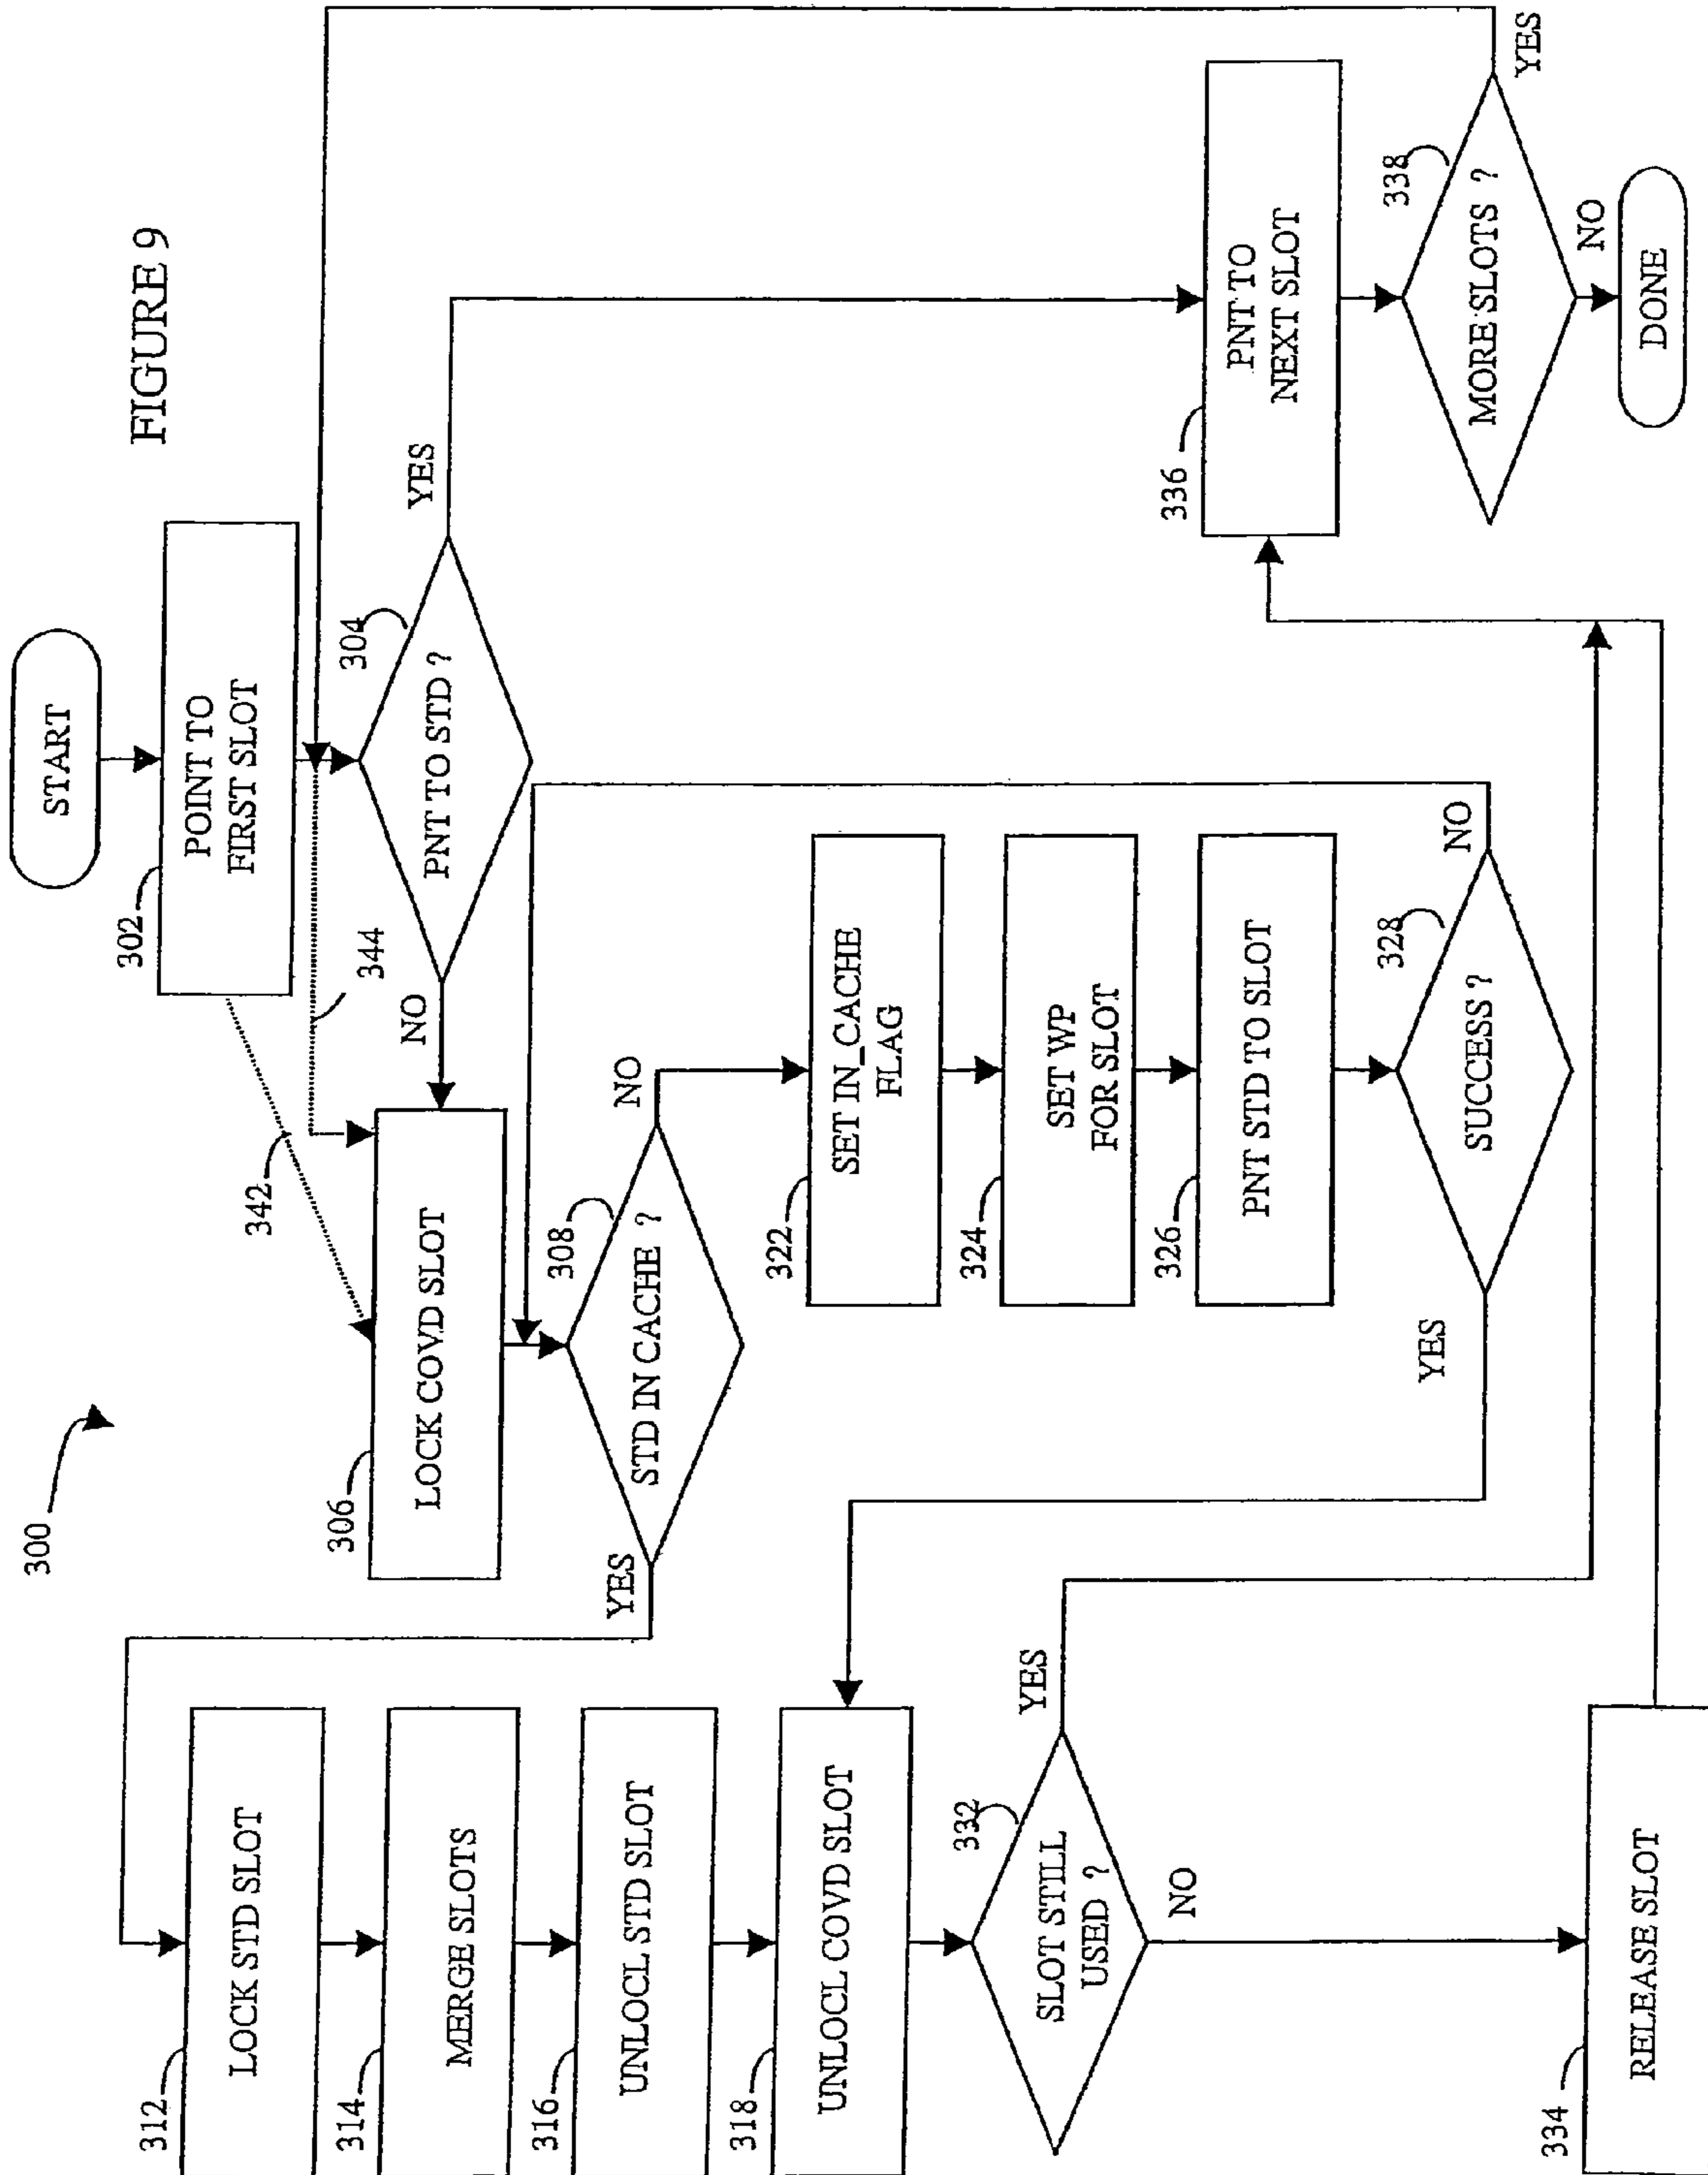 FIGURE 9
300
START
302
POINT TO
FIRST SLOT
342
344
304
PNT TO STD ?
NO
YES
306
LOCK COVD SLOT
308
STD IN CACHE ?
YES
NO
312
LOCK STD SLOT
314
MERGE SLOTS
316
UNLOCL STD SLOT
318
UNLOCL COVD SLOT
322
SET IN_CACHE
FLAG
324
SET WP
FOR SLOT
326
PNT STD TO SLOT
328
SUCCESS ?
YES
NO
332
SLOT STILL
USED ?
YES
NO
334
RELEASE SLOT
336
PNT TO
NEXT SLOT
338
MORE SLOTS ?
YES
NO
DONE